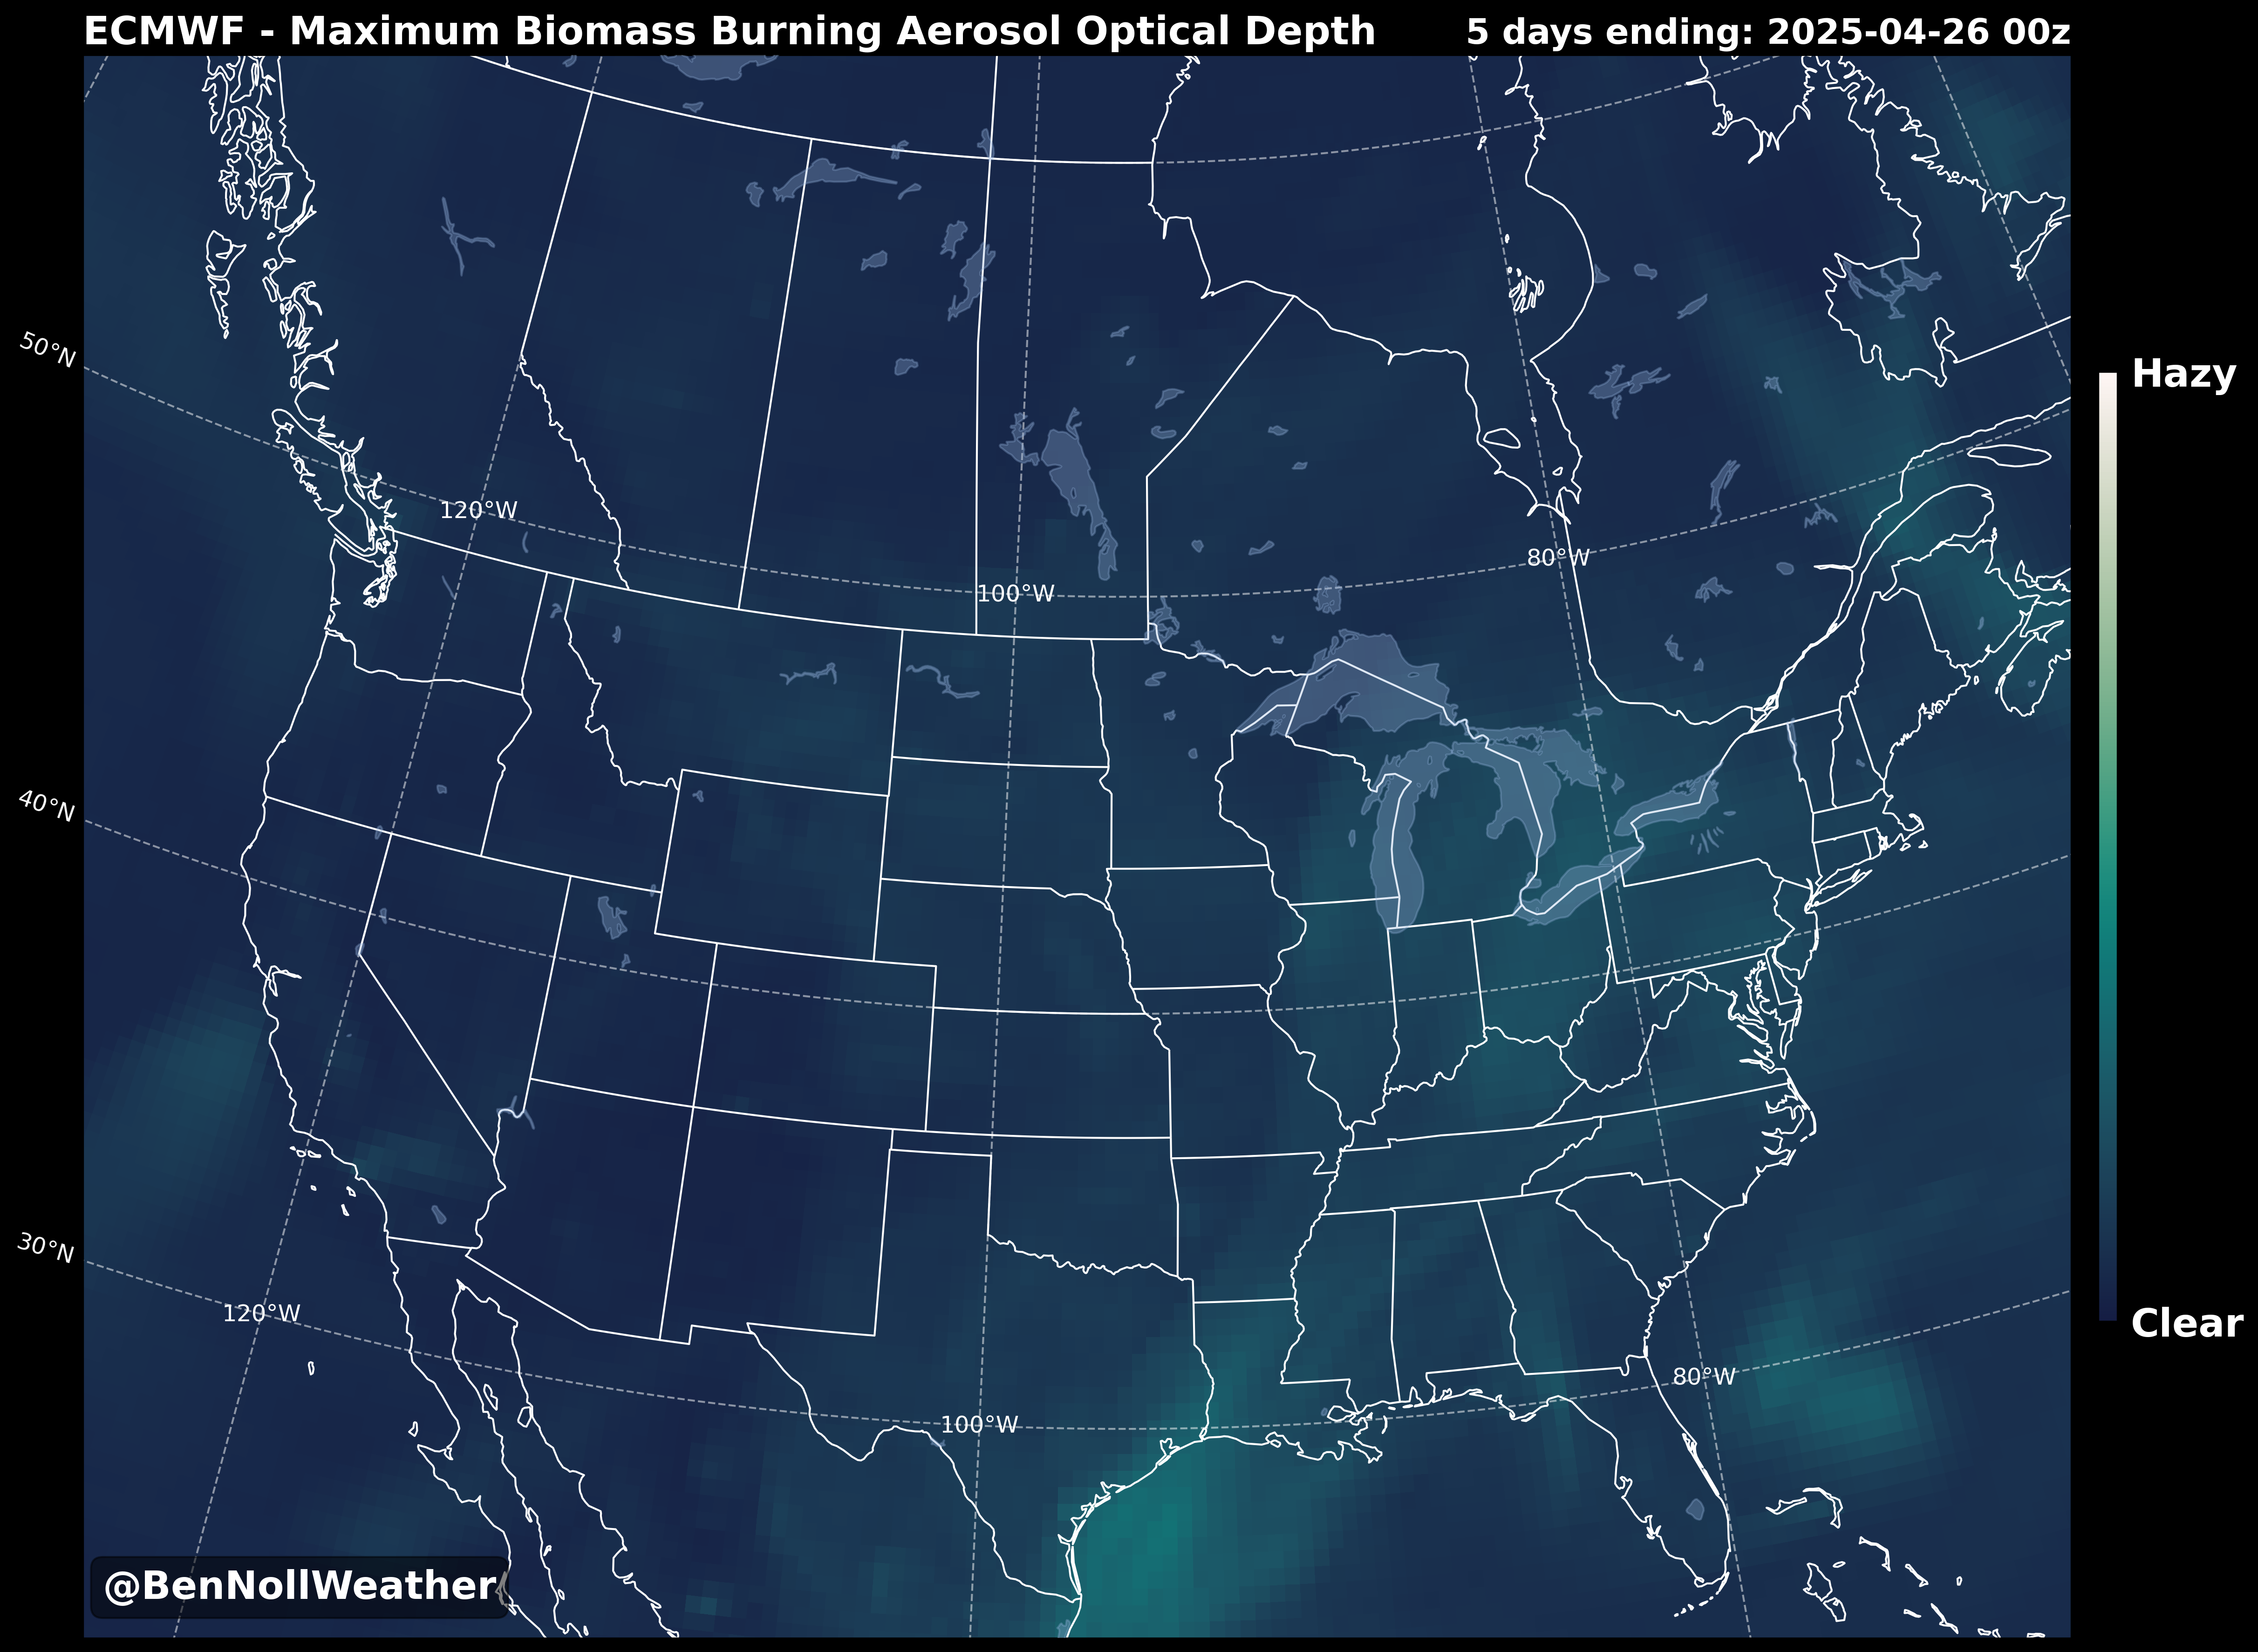 ECMWF - Maximum Biomass Burning Aerosol Optical Depth
5 days ending: 2025-04-26 00z
50°N
Hazy
120°W
80°W
100°W
40°N
30°N
120°W
Clear
80°W
100°W
@BenNollWeather